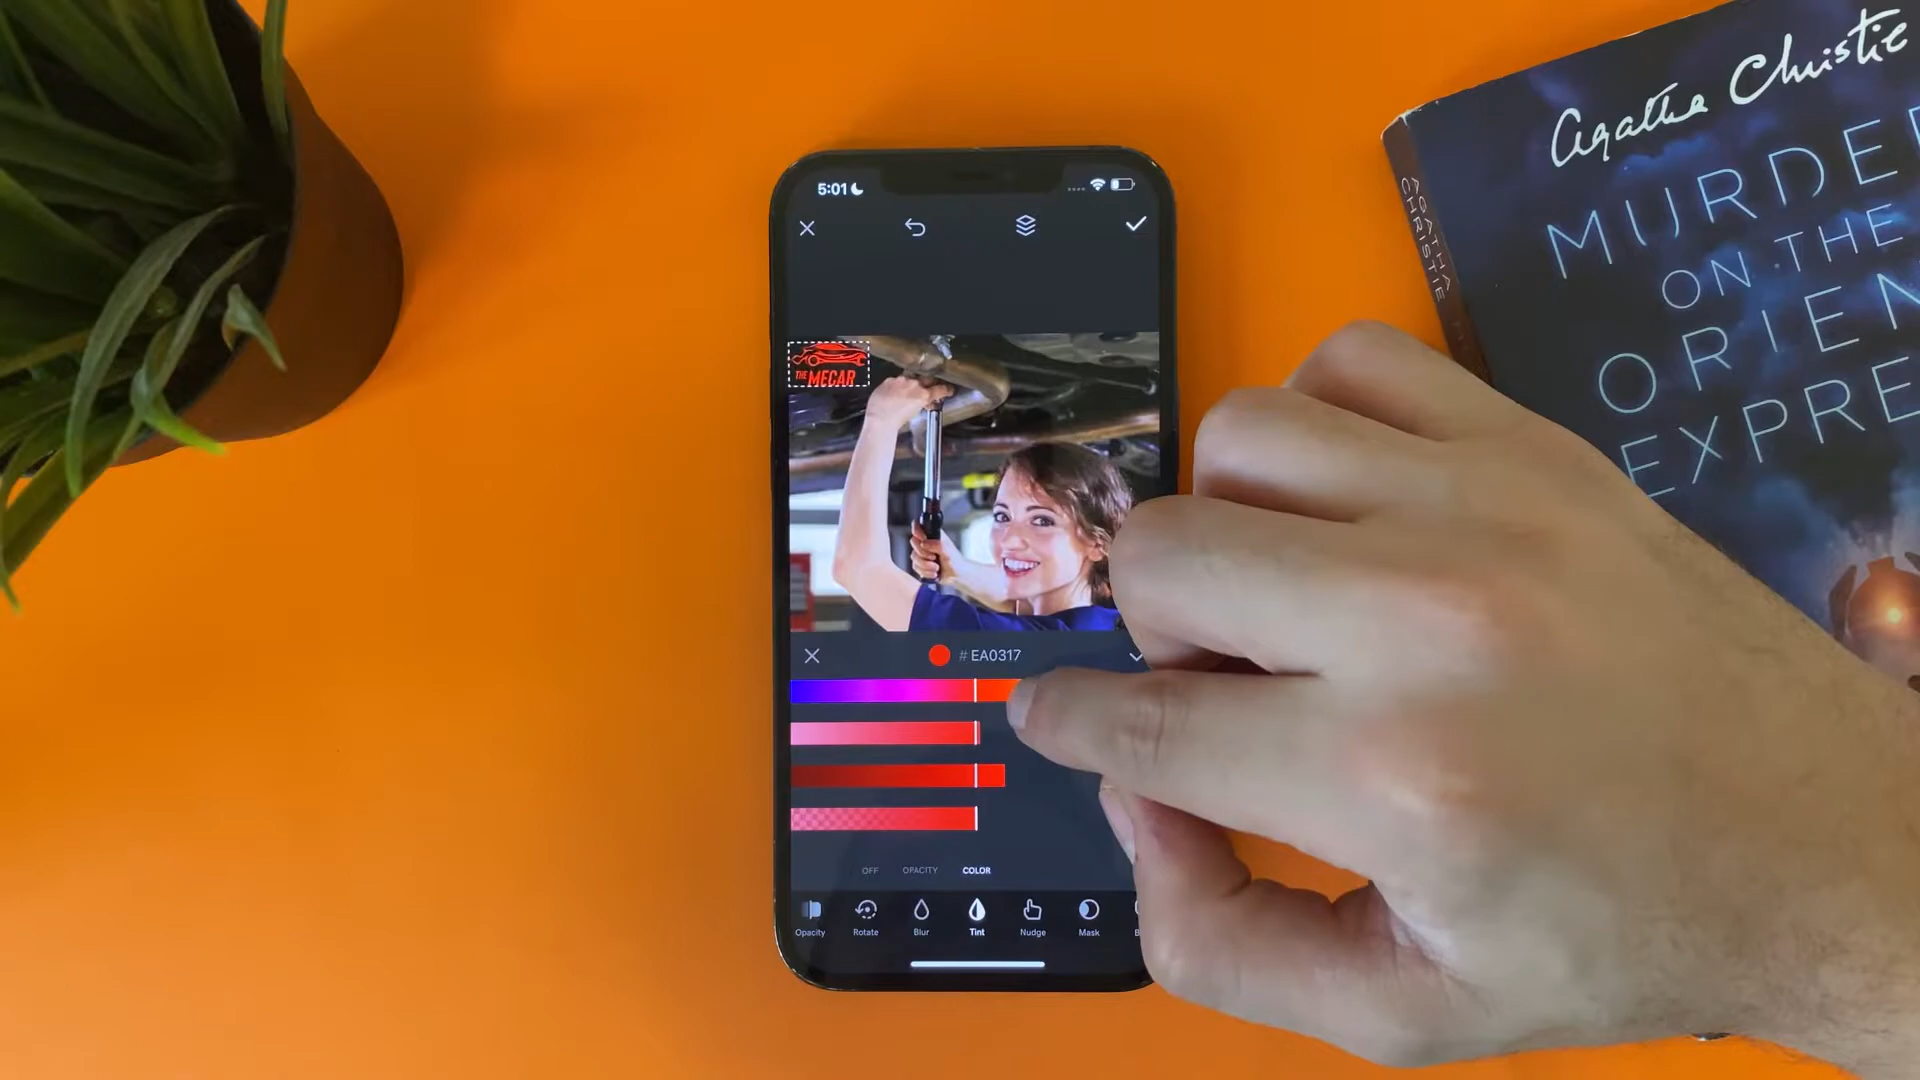 5:01
THE MECAR
# EA0317
OFF OPACITY COLOR
Opacity Rotate Blur Tint Nudge Mask
Agatha Christie
MURDE
ON THE
ORIEN
EXPRE
AGATHA
CHRISTIE